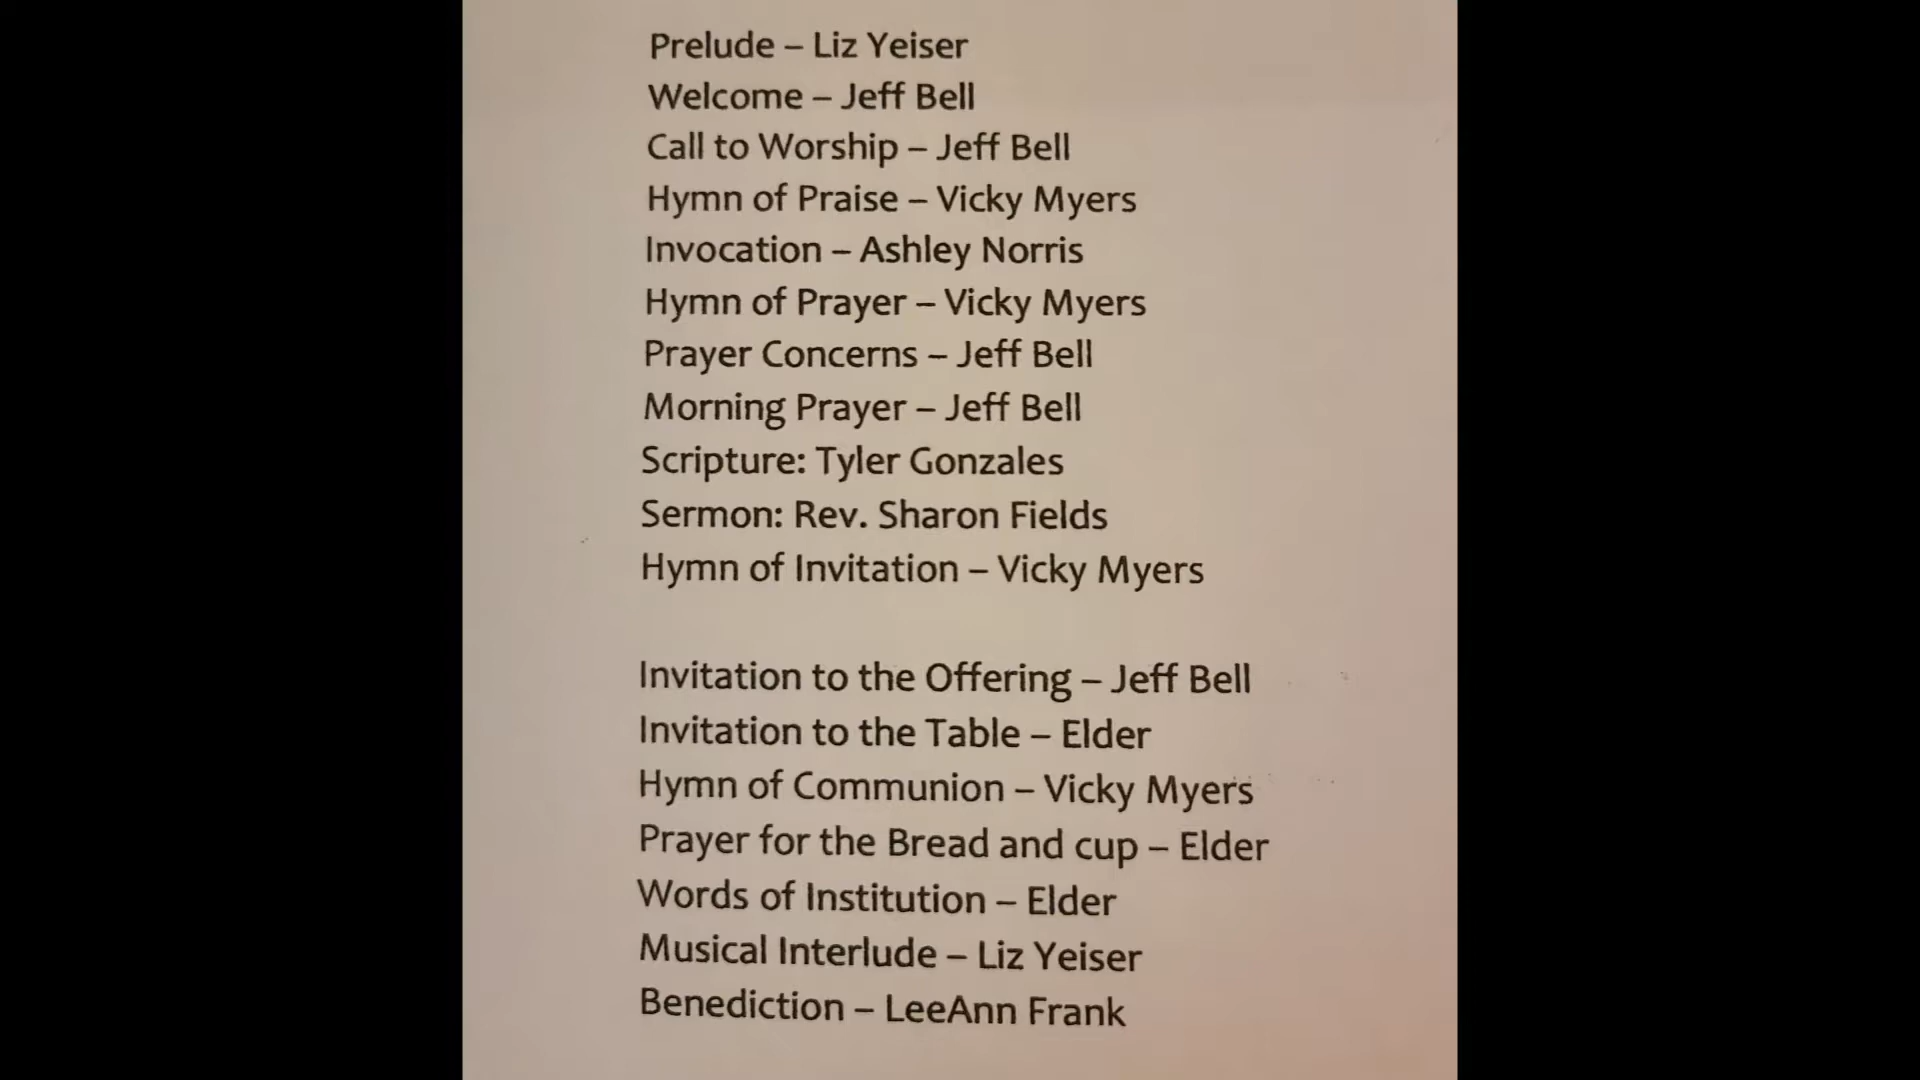 Prelude – Liz Yeiser
Welcome – Jeff Bell
Call to Worship – Jeff Bell
Hymn of Praise – Vicky Myers
Invocation – Ashley Norris
Hymn of Prayer – Vicky Myers
Prayer Concerns – Jeff Bell
Morning Prayer – Jeff Bell
Scripture: Tyler Gonzales
Sermon: Rev. Sharon Fields
Hymn of Invitation – Vicky Myers
Invitation to the Offering – Jeff Bell
Invitation to the Table – Elder
Hymn of Communion – Vicky Myers
Prayer for the Bread and cup – Elder
Words of Institution – Elder
Musical Interlude – Liz Yeiser
Benediction – LeeAnn Frank